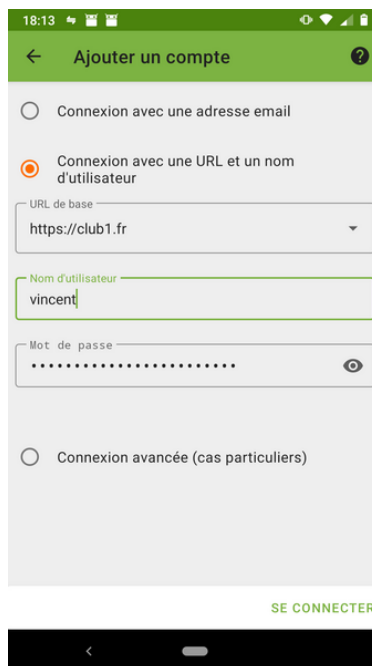 18:13
Ajouter un compte
Connexion avec une adresse email
Connexion avec une URL et un nom
d'utilisateur
URL de base
https://club1.fr
Nom d'utilisateur
vincent
Mot de passe
••••••••••••••••••••••••
Connexion avancée (cas particuliers)
SE CONNECTER